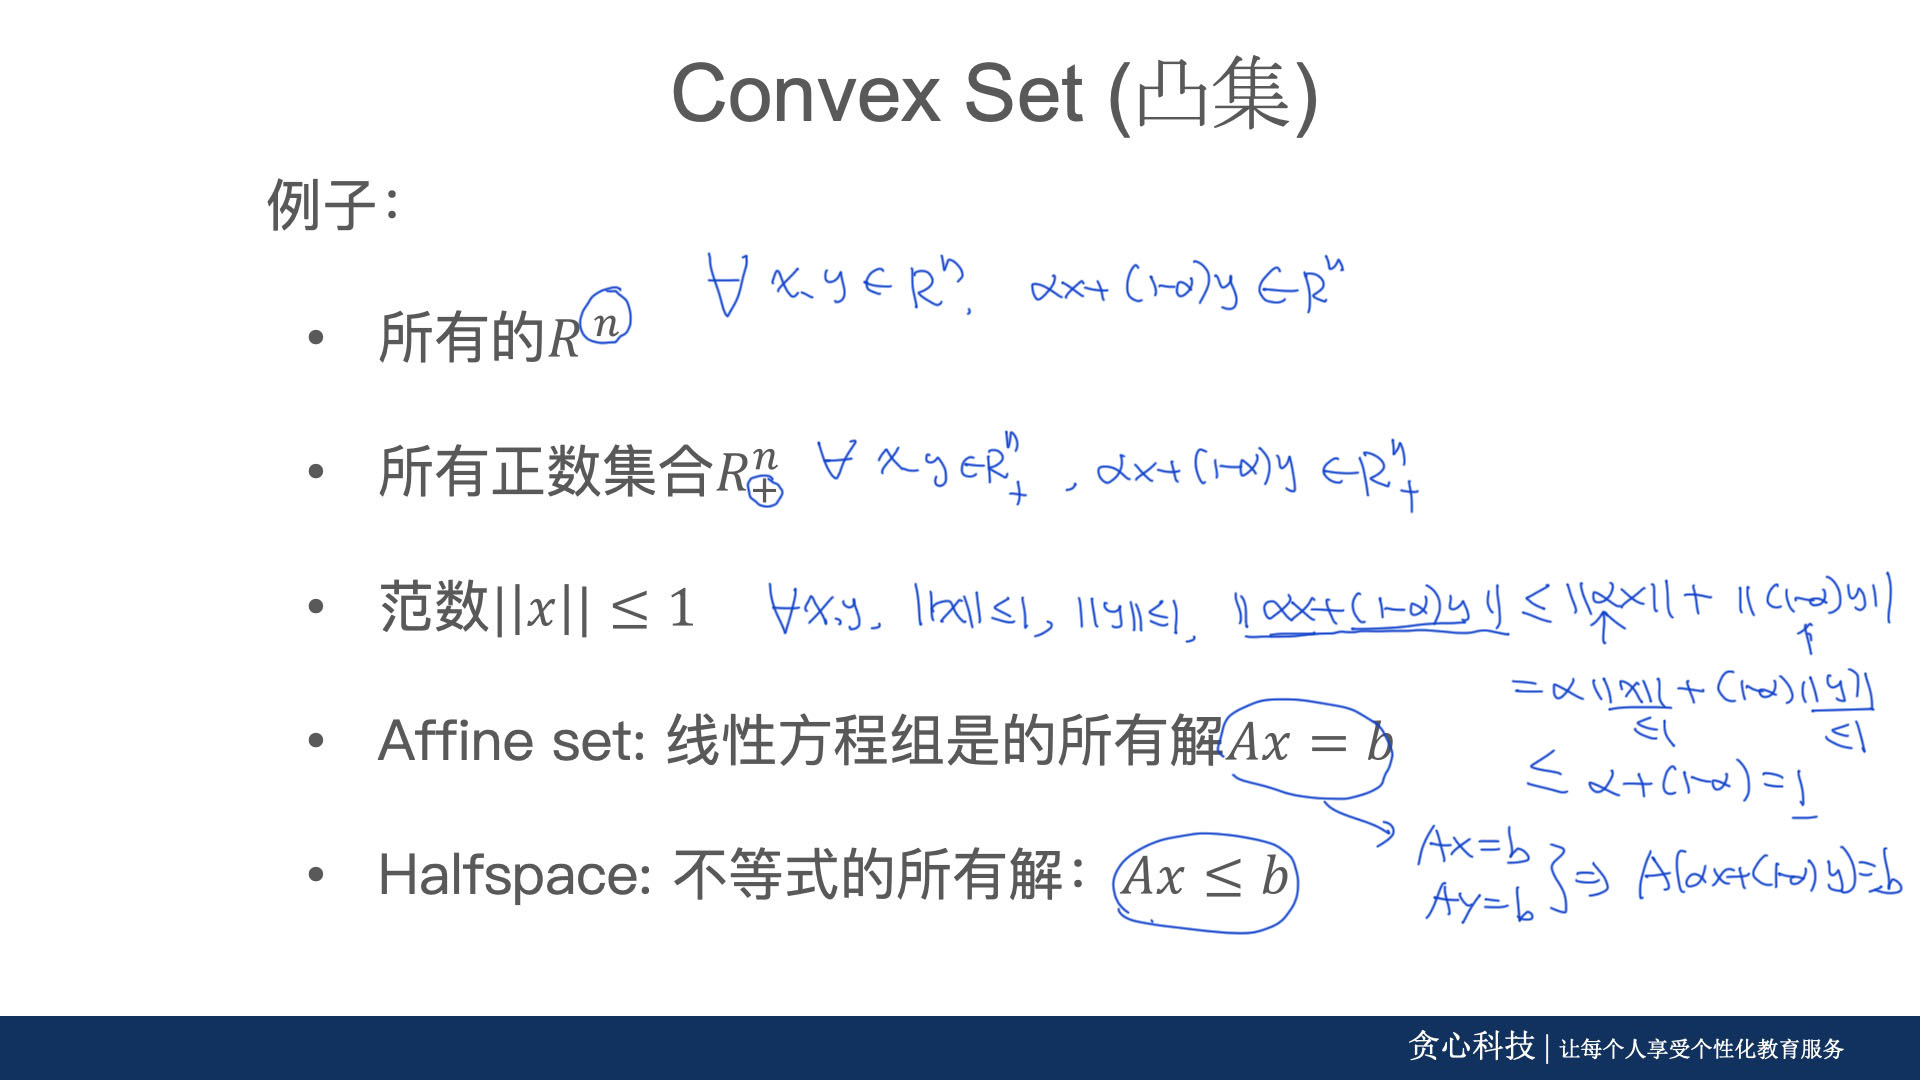 Convex Set (凸集)
例子：
∀ x, y ∈ Rⁿ, αx+(1-α)y ∈ Rⁿ
• 所有的Rⁿ
• 所有正数集合R₊ⁿ ∀ x, y ∈ R₊ⁿ, αx+(1-α)y ∈ R₊ⁿ
• 范数||x|| ≤ 1 ∀x,y, ||x||≤1, ||y||≤1, ||αx+(1-α)y|| ≤ ||αx|| + ||(1-α)y||
= α||x|| + (1-α)||y||
≤1 ≤1
• Affine set: 线性方程组是的所有解Ax = b
≤ α+(1-α)=1
Ax=b
• Halfspace: 不等式的所有解：Ax ≤ b
Ay=b } ⇒ A(αx+(1-α)y)=b
贪心科技 | 让每个人享受个性化教育服务